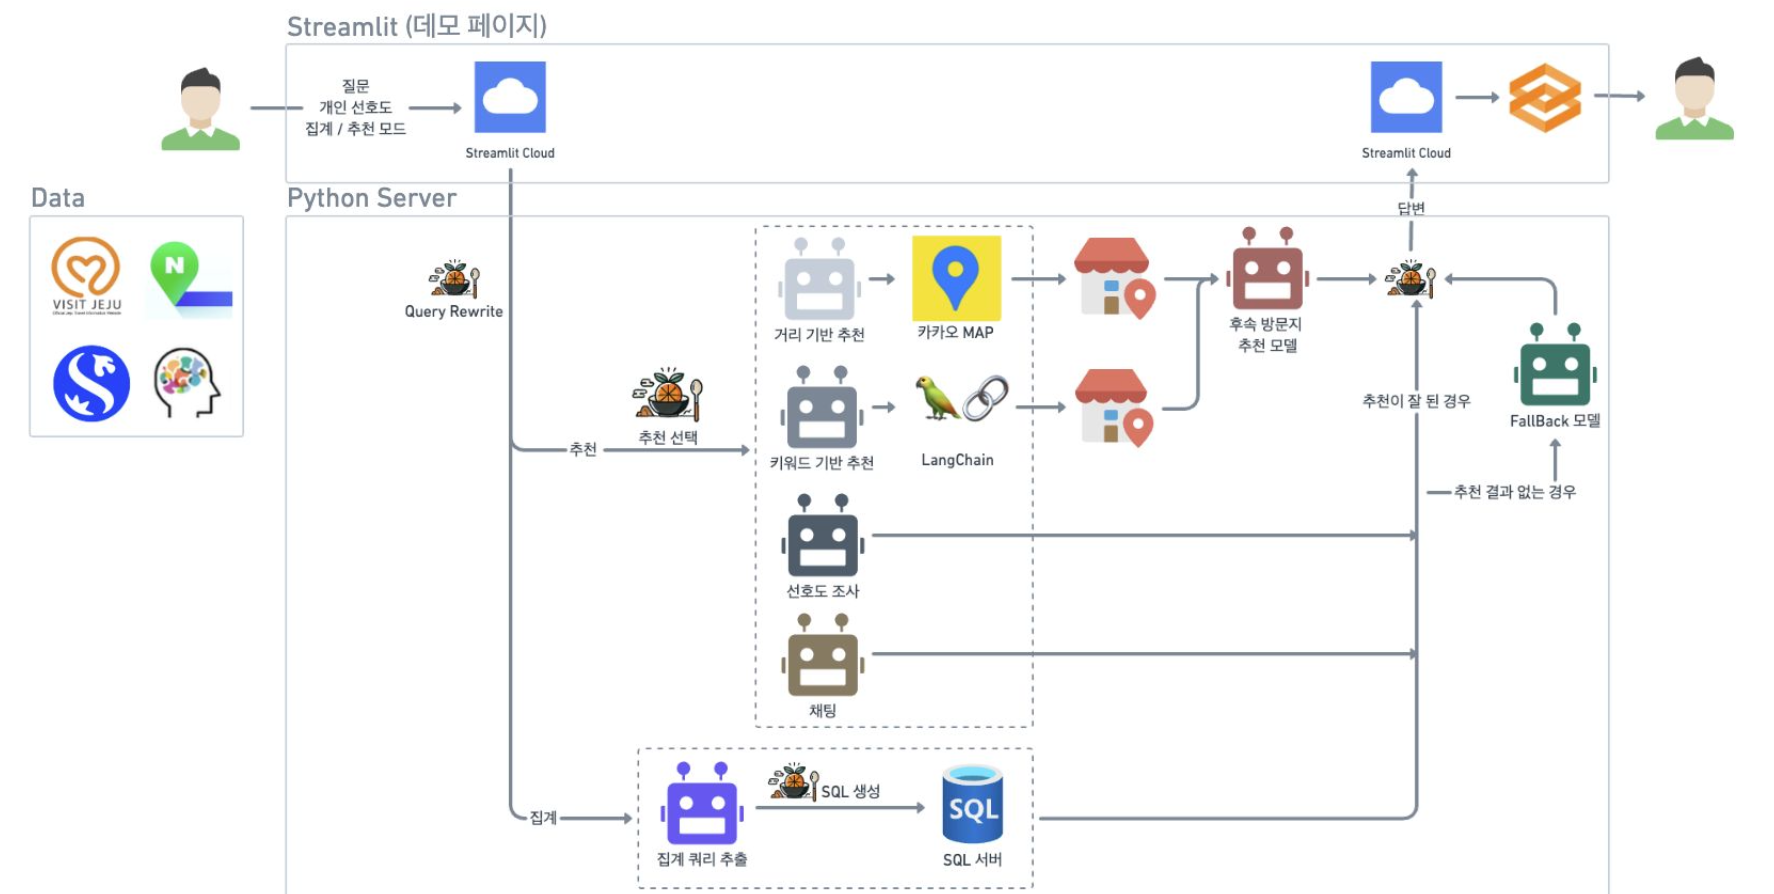 Streamlit (데모 페이지)
질문
개인 선호도
집계 / 추천 모드
Streamlit Cloud
Streamlit Cloud
Data
VISIT JEJU
N
Python Server
답변
Query Rewrite
거리 기반 추천
카카오 MAP
후속 방문지
추천 모델
추천
추천 선택
키워드 기반 추천
LangChain
추천이 잘 된 경우
FallBack 모델
추천 결과 없는 경우
선호도 조사
채팅
집계
집계 쿼리 추출
SQL 생성
SQL
SQL 서버